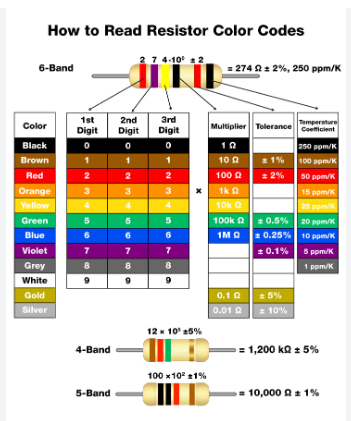 How to Read Resistor Color Codes
2 7 4·10⁰ ± 2
6-Band = 274 Ω ± 2%, 250 ppm/K
Color 1st Digit 2nd Digit 3rd Digit Multiplier Tolerance Temperature Coefficient
Black 0 0 0 1 Ω 250 ppm/K
Brown 1 1 1 10 Ω ± 1% 100 ppm/K
Red 2 2 2 100 Ω ± 2% 50 ppm/K
Orange 3 3 3 × 1k Ω 15 ppm/K
Yellow 4 4 4 10k Ω 25 ppm/K
Green 5 5 5 100k Ω ± 0.5% 20 ppm/K
Blue 6 6 6 1M Ω ± 0.25% 10 ppm/K
Violet 7 7 7 ± 0.1% 5 ppm/K
Grey 8 8 8 1 ppm/K
White 9 9 9
Gold 0.1 Ω ± 5%
Silver 0.01 Ω ± 10%
12 × 10⁵ ±5%
4-Band = 1,200 kΩ ± 5%
100 ×10² ±1%
5-Band = 10,000 Ω ± 1%